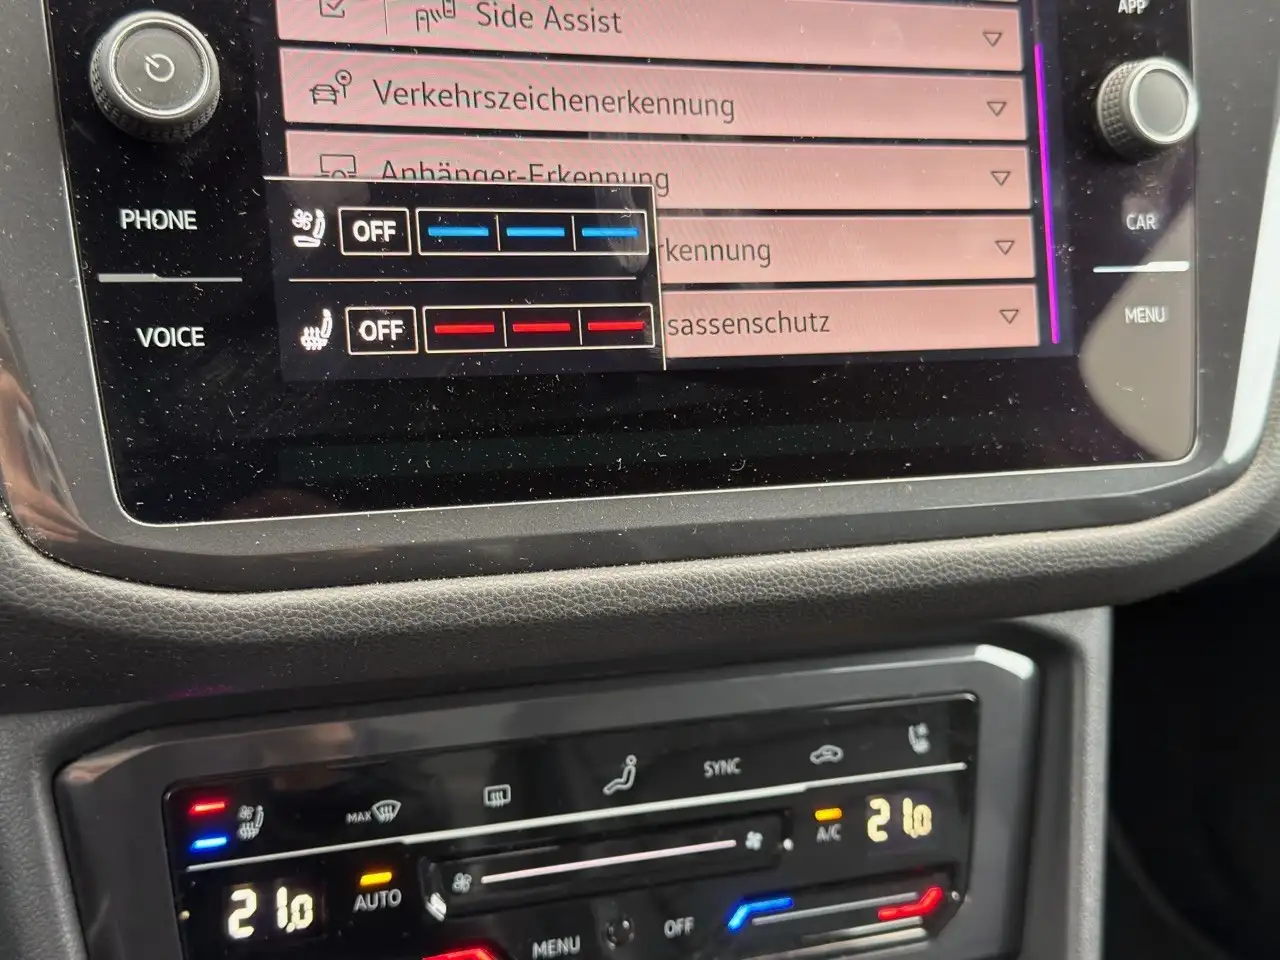 APP
Side Assist
Verkehrszeichenerkennung
Anhänger-Erkennung
PHONE
OFF
rkennung
CAR
VOICE
OFF
sassenschutz
MENU
MAX
SYNC
A/C
21.0
21.0
AUTO
MENU
OFF